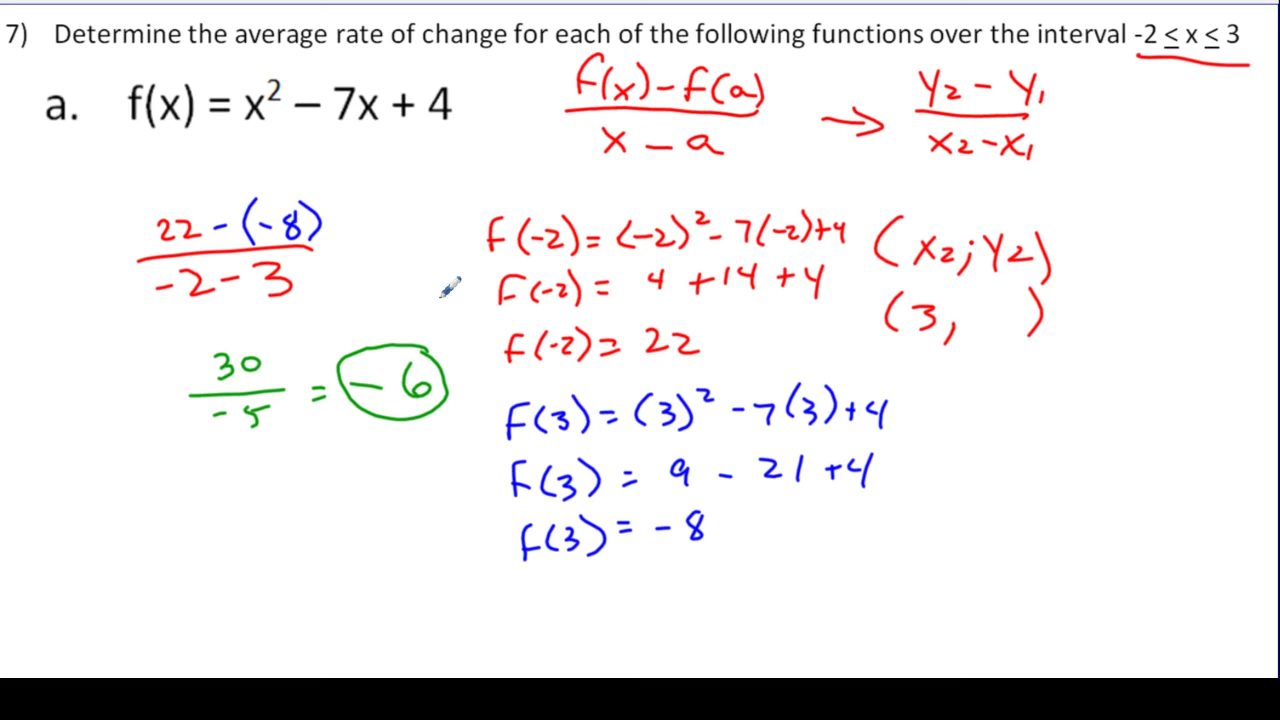 7) Determine the average rate of change for each of the following functions over the interval -2 ≤ x ≤ 3
a. f(x) = x² – 7x + 4
f(x) – f(a) / x – a → y₂ – y₁ / x₂ – x₁
22 – (–8) / –2 – 3
f(-2) = (-2)² – 7(-2) + 4
(x₂; y₂)
f(-2) = 4 + 14 + 4
(3, )
f(-2) = 22
30 / -5 = -6
f(3) = (3)² – 7(3) + 4
f(3) = 9 – 21 + 4
f(3) = – 8